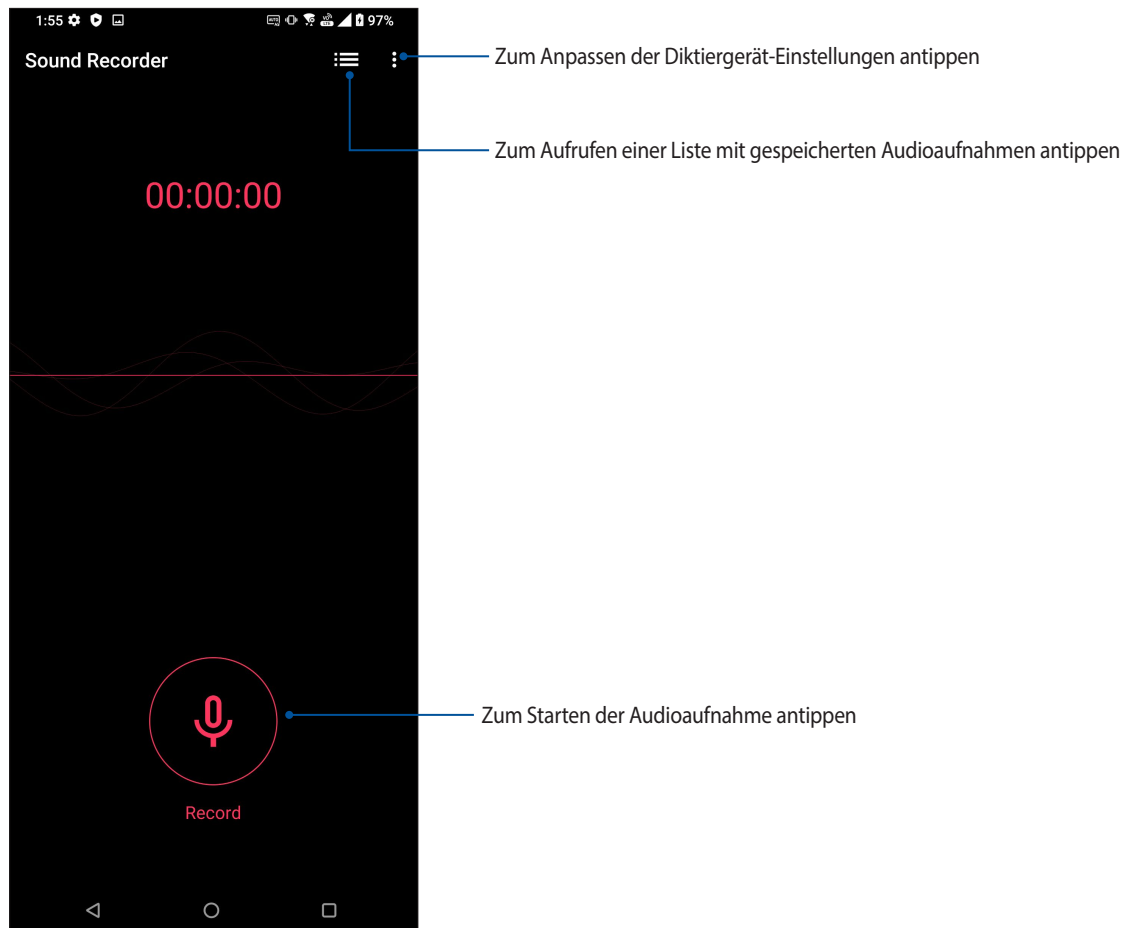 1:55 97%
Sound Recorder
Zum Anpassen der Diktiergerät-Einstellungen antippen
Zum Aufrufen einer Liste mit gespeicherten Audioaufnahmen antippen
00:00:00
Zum Starten der Audioaufnahme antippen
Record